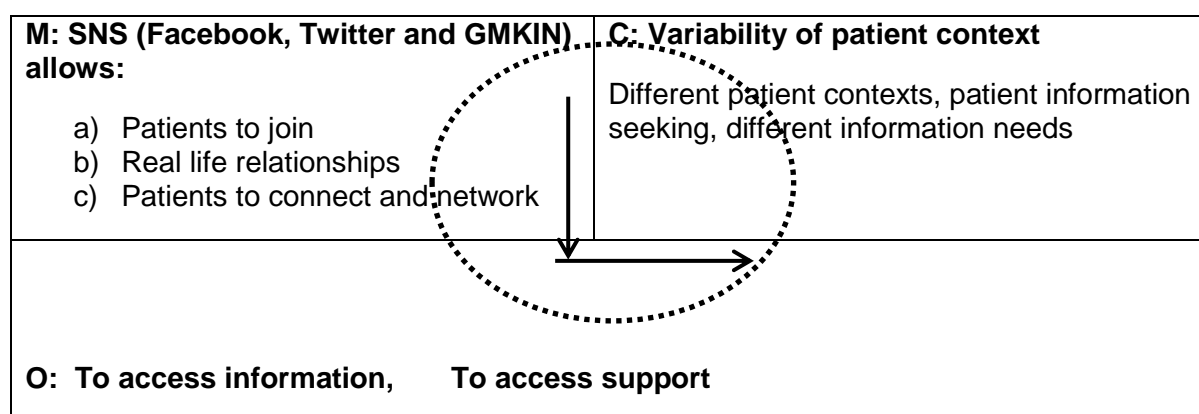 M: SNS (Facebook, Twitter and GMKIN)
allows:
a) Patients to join
b) Real life relationships
c) Patients to connect and network
C: Variability of patient context
Different patient contexts, patient information
seeking, different information needs
O: To access information, To access support